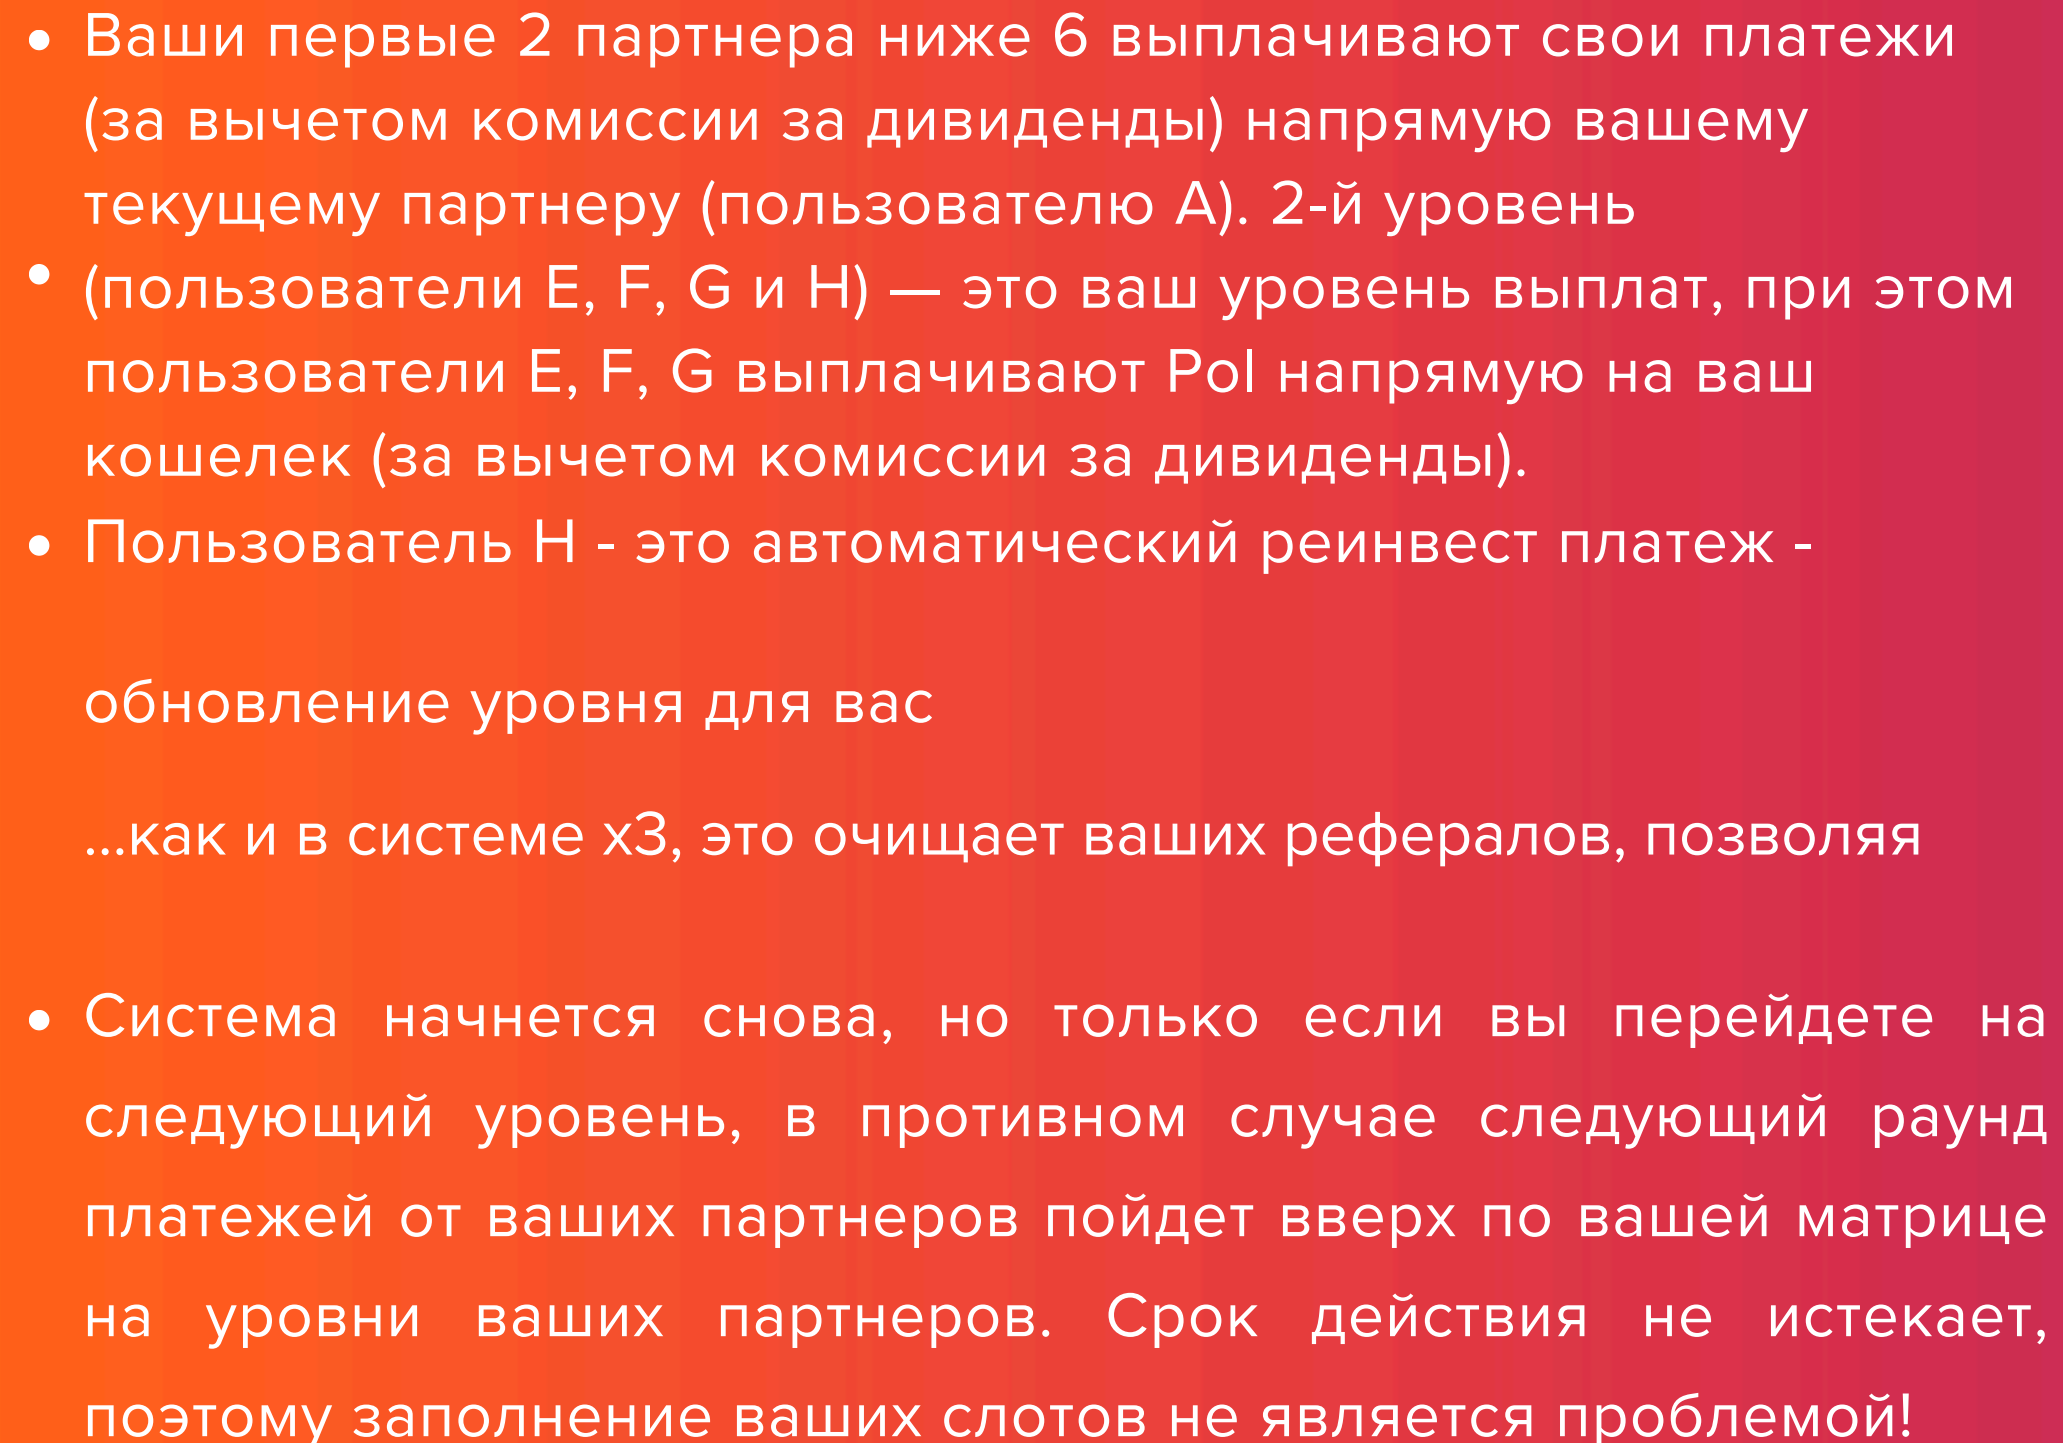 • Ваши первые 2 партнера ниже 6 выплачивают свои платежи
(за вычетом комиссии за дивиденды) напрямую вашему
текущему партнеру (пользователю A). 2-й уровень
• (пользователи E, F, G и H) — это ваш уровень выплат, при этом
пользователи E, F, G выплачивают Pol напрямую на ваш
кошелек (за вычетом комиссии за дивиденды).
• Пользователь H - это автоматический реинвест платеж -
обновление уровня для вас
...как и в системе x3, это очищает ваших рефералов, позволяя
• Система начнется снова, но только если вы перейдете на
следующий уровень, в противном случае следующий раунд
платежей от ваших партнеров пойдет вверх по вашей матрице
на уровни ваших партнеров. Срок действия не истекает,
поэтому заполнение ваших слотов не является проблемой!